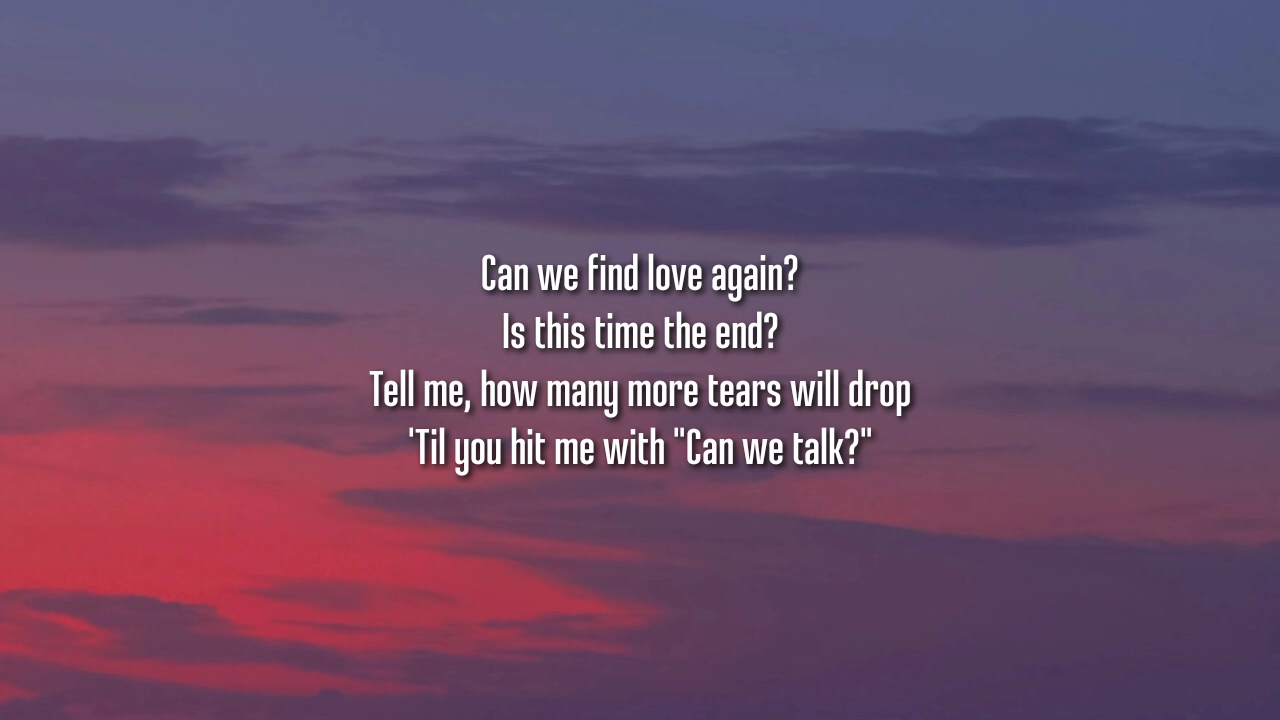 Can we find love again?
Is this time the end?
Tell me, how many more tears will drop
'Til you hit me with "Can we talk?"